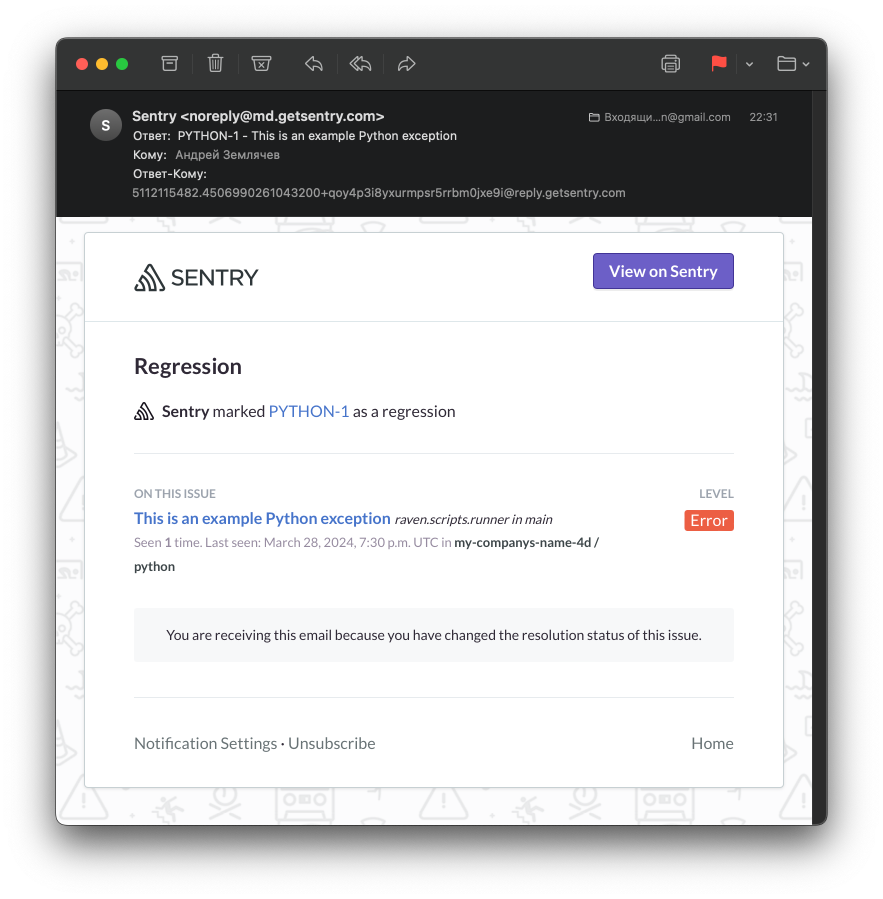 S
Sentry <noreply@md.getsentry.com>
Входящи...n@gmail.com 22:31
Ответ: PYTHON-1 - This is an example Python exception
Кому: Андрей Землячев
Ответ-Кому:
5112115482.4506990261043200+qoy4p3i8yxurmpsr5rrbm0jxe9i@reply.getsentry.com
SENTRY
View on Sentry
Regression
Sentry marked PYTHON-1 as a regression
ON THIS ISSUE
LEVEL
This is an example Python exception raven.scripts.runner in main
Error
Seen 1 time. Last seen: March 28, 2024, 7:30 p.m. UTC in my-companys-name-4d /
python
You are receiving this email because you have changed the resolution status of this issue.
Notification Settings · Unsubscribe
Home